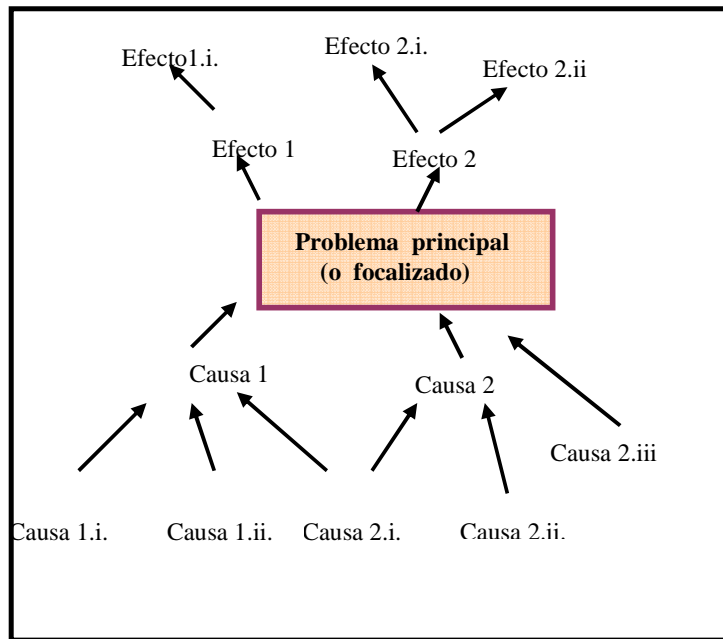 Efecto1.i.
Efecto 2.i.
Efecto 2.ii
Efecto 1
Efecto 2
Problema principal
(o focalizado)
Causa 1
Causa 2
Causa 2.iii
Causa 1.i.
Causa 1.ii.
Causa 2.i.
Causa 2.ii.